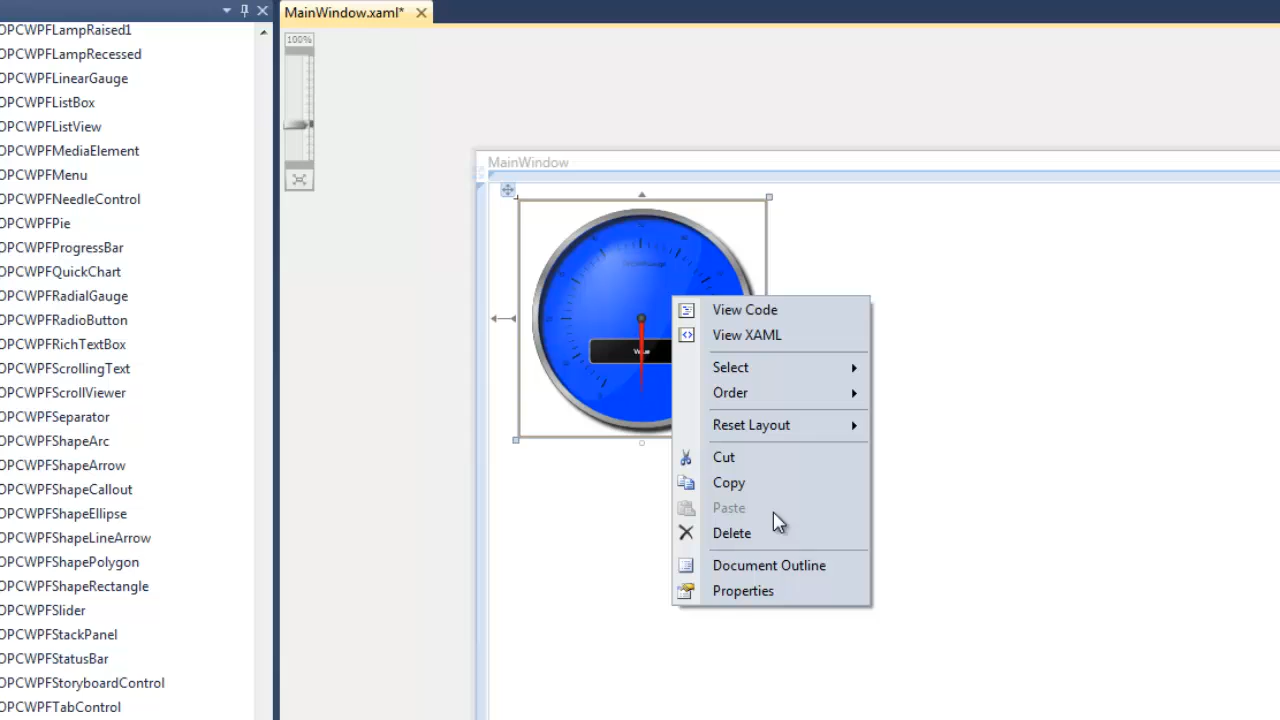 MainWindow.xaml*
OPCWPFLampRaised1
OPCWPFLampRecessed
OPCWPFLinearGauge
OPCWPFListBox
OPCWPFListView
OPCWPFMediaElement
OPCWPFMenu
OPCWPFNeedleControl
OPCWPFPie
OPCWPFProgressBar
OPCWPFQuickChart
OPCWPFRadialGauge
OPCWPFRadioButton
OPCWPFRichTextBox
OPCWPFScrollingText
OPCWPFScrollViewer
OPCWPFSeparator
OPCWPFShapeArc
OPCWPFShapeArrow
OPCWPFShapeCallout
OPCWPFShapeEllipse
OPCWPFShapeLineArrow
OPCWPFShapePolygon
OPCWPFShapeRectangle
OPCWPFSlider
OPCWPFStackPanel
OPCWPFStatusBar
OPCWPFStoryboardControl
OPCWPFTabControl
100%
MainWindow
Value
View Code
View XAML
Select
Order
Reset Layout
Cut
Copy
Paste
Delete
Document Outline
Properties